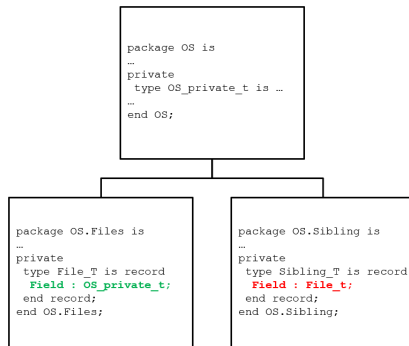 package OS is
…
private
type OS_private_t is …
…
end OS;
package OS.Files is
…
private
type File_T is record
Field : OS_private_t;
end record;
end OS.Files;
package OS.Sibling is
…
private
type Sibling_T is record
Field : File_t;
end record;
end OS.Sibling;